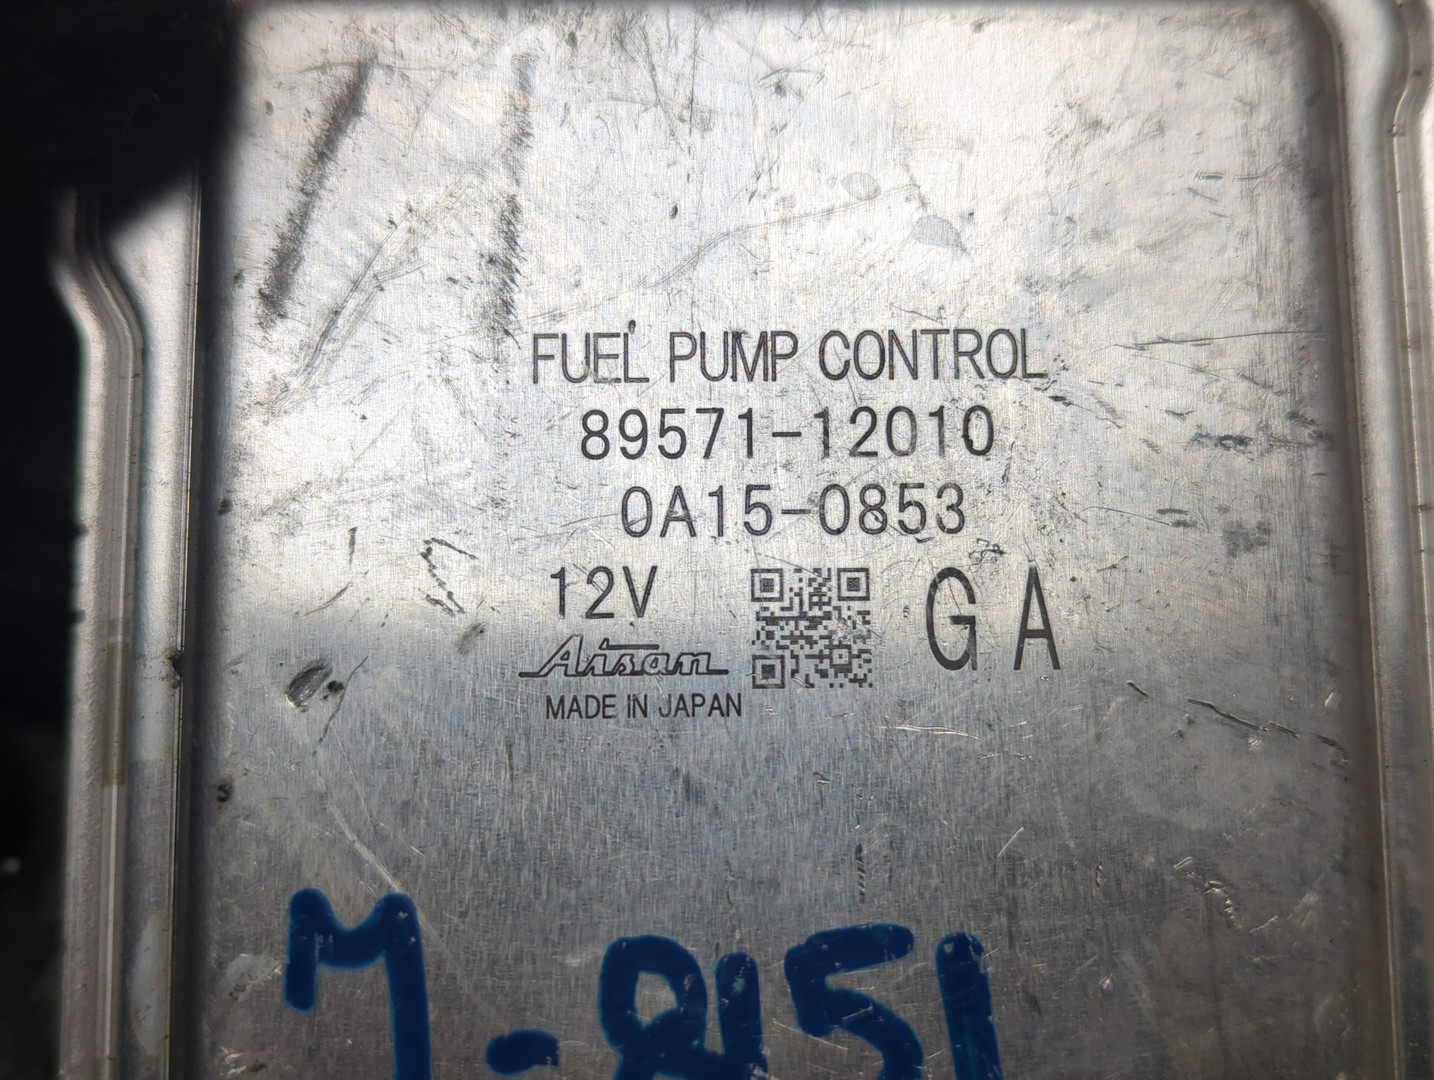 FUEL PUMP CONTROL
89571-12010
0A15-0853
12V
GA
Aisan
MADE IN JAPAN